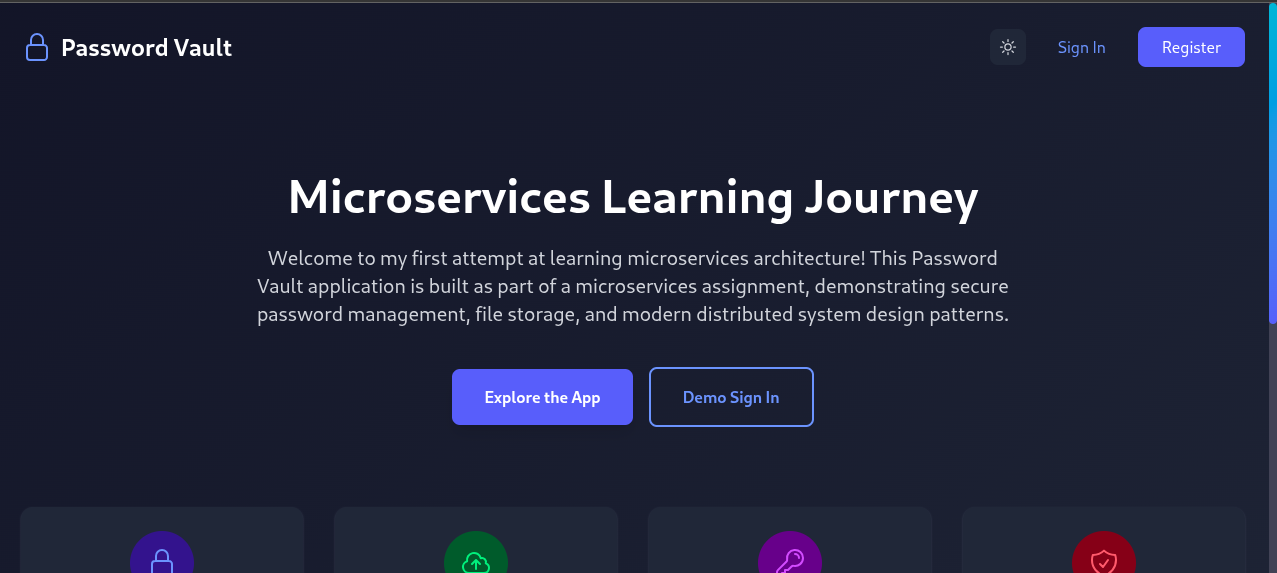 Password Vault
Sign In
Register
Microservices Learning Journey
Welcome to my first attempt at learning microservices architecture! This Password
Vault application is built as part of a microservices assignment, demonstrating secure
password management, file storage, and modern distributed system design patterns.
Explore the App
Demo Sign In